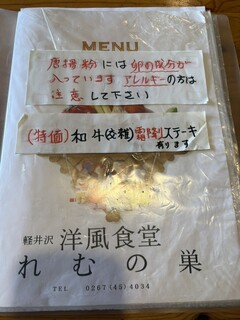 MENU
唐揚粉には卵の成分が
入っています アレルギーの方は
注意して下さい
(特価)和牛(交雑)霜降ステーキ
有ります
軽井沢 洋風食堂
れむの巣
TEL 0267(45)4034